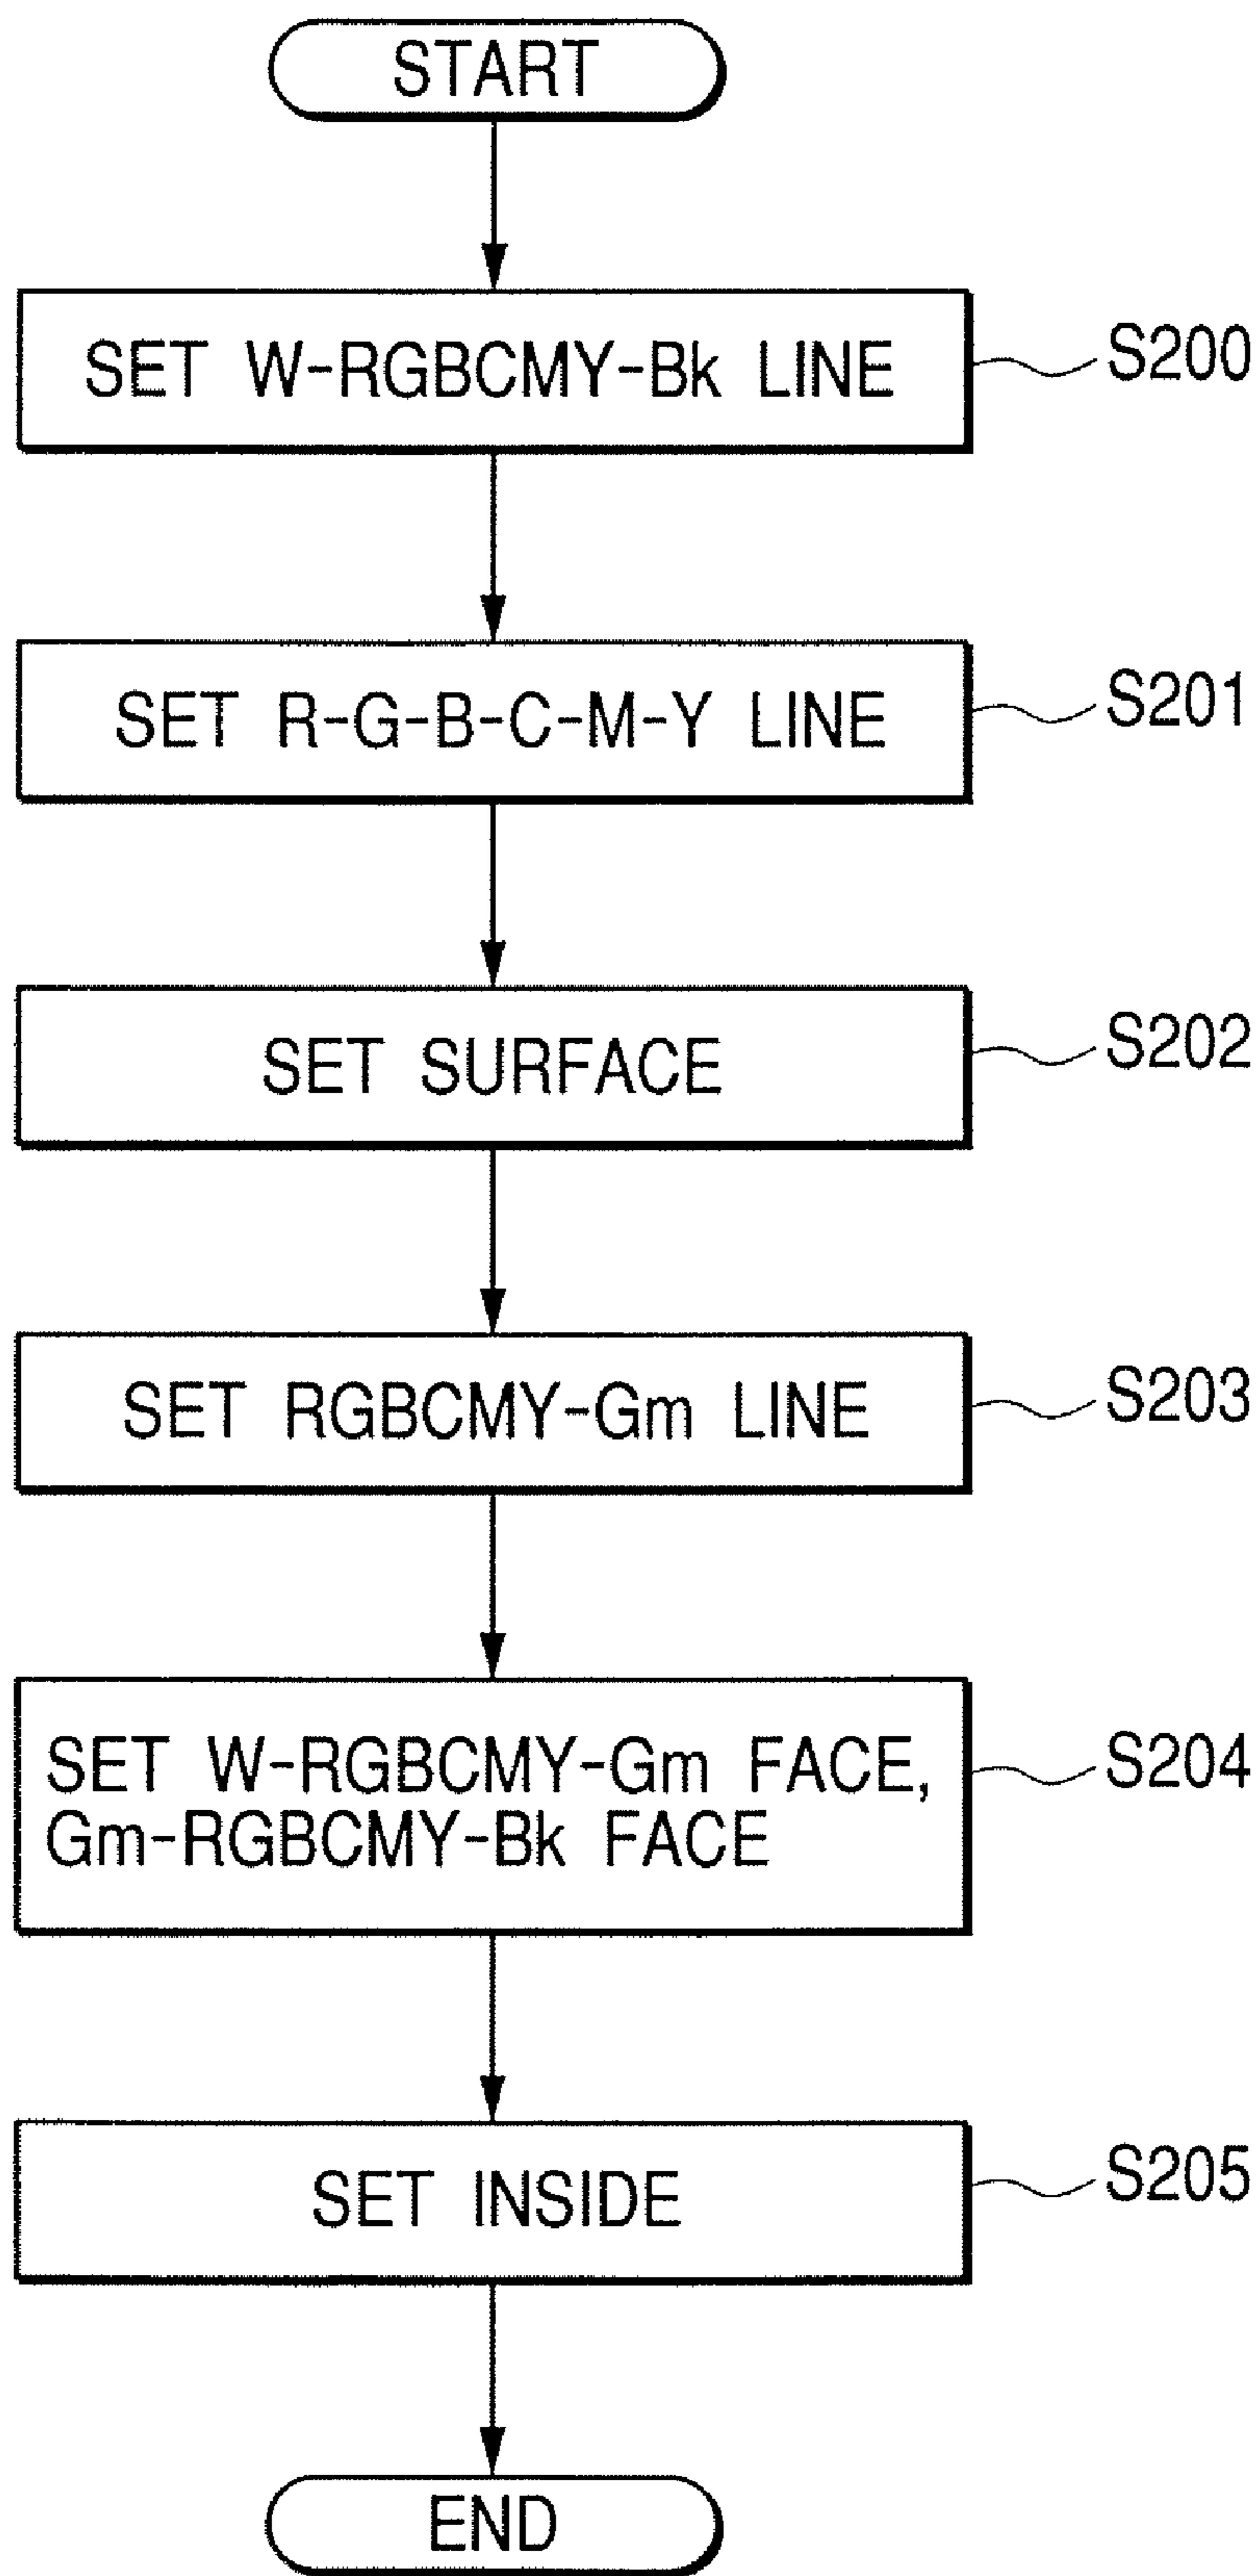 START
SET W-RGBCMY-Bk LINE
S200
SET R-G-B-C-M-Y LINE
S201
SET SURFACE
S202
SET RGBCMY-Gm LINE
S203
SET W-RGBCMY-Gm FACE,
Gm-RGBCMY-Bk FACE
S204
SET INSIDE
S205
END